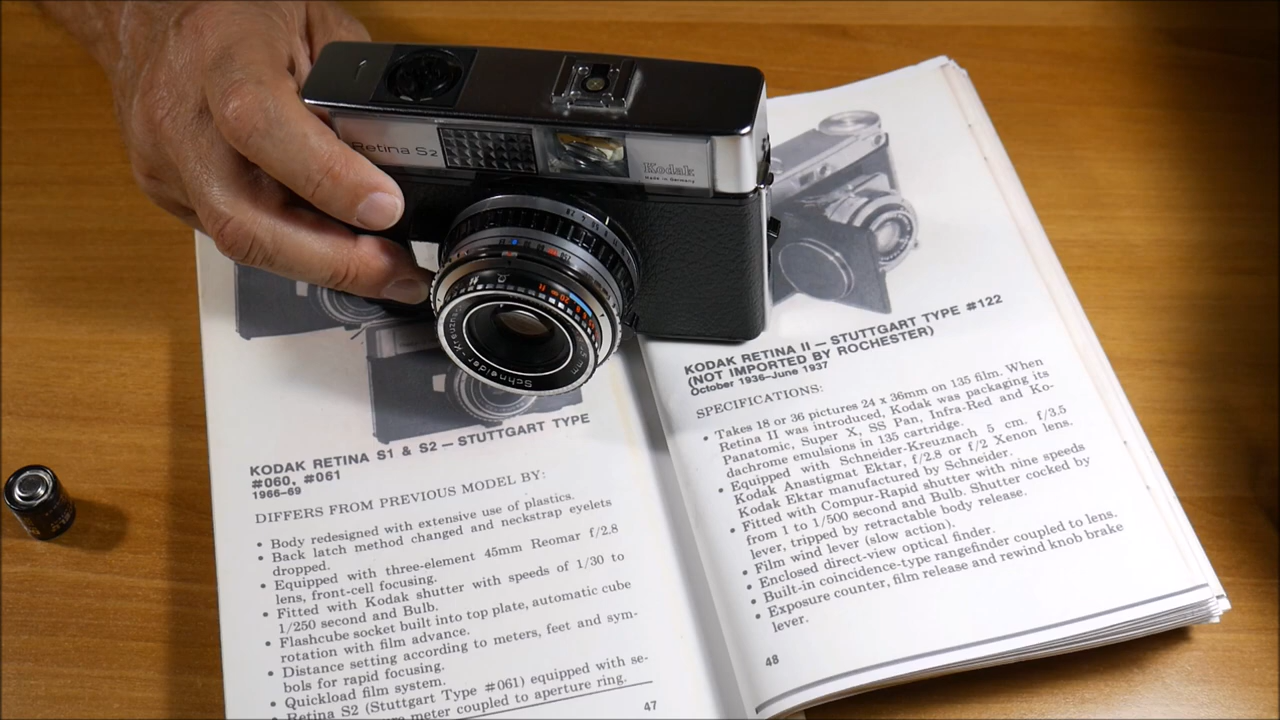 Retina S2
Kodak
Made in Germany
Schneider-Kreuznach
KODAK RETINA S1 & S2 — STUTTGART TYPE
#060, #061
1966–69
DIFFERS FROM PREVIOUS MODEL BY:
• Body redesigned with extensive use of plastics.
• Back latch method changed and neckstrap eyelets
dropped.
• Equipped with three-element 45mm Reomar f/2.8
lens, front-cell focusing.
• Fitted with Kodak shutter with speeds of 1/30 to
1/250 second and Bulb.
• Flashcube socket built into top plate, automatic cube
rotation with film advance.
• Distance setting according to meters, feet and sym-
bols for rapid focusing.
• Quickload film system.
• Retina S2 (Stuttgart Type #061) equipped with se-
meter coupled to aperture ring.
47
KODAK RETINA II — STUTTGART TYPE #122
(NOT IMPORTED BY ROCHESTER)
October 1936–June 1937
SPECIFICATIONS:
• Takes 18 or 36 pictures 24 x 36mm on 135 film. When
Retina II was introduced, Kodak was packaging its
Panatomic, Super X, SS Pan, Infra-Red and Ko-
dachrome emulsions in 135 cartridge.
• Equipped with Schneider-Kreuznach 5 cm. f/3.5
Kodak Anastigmat Ektar, f/2.8 or f/2 Xenon lens.
Kodak Ektar manufactured by Schneider.
• Fitted with Compur-Rapid shutter with nine speeds
from 1 to 1/500 second and Bulb. Shutter cocked by
lever, tripped by retractable body release.
• Film wind lever (slow action).
• Enclosed direct-view optical finder.
• Built-in coincidence-type rangefinder coupled to lens.
• Exposure counter, film release and rewind knob brake
lever.
48